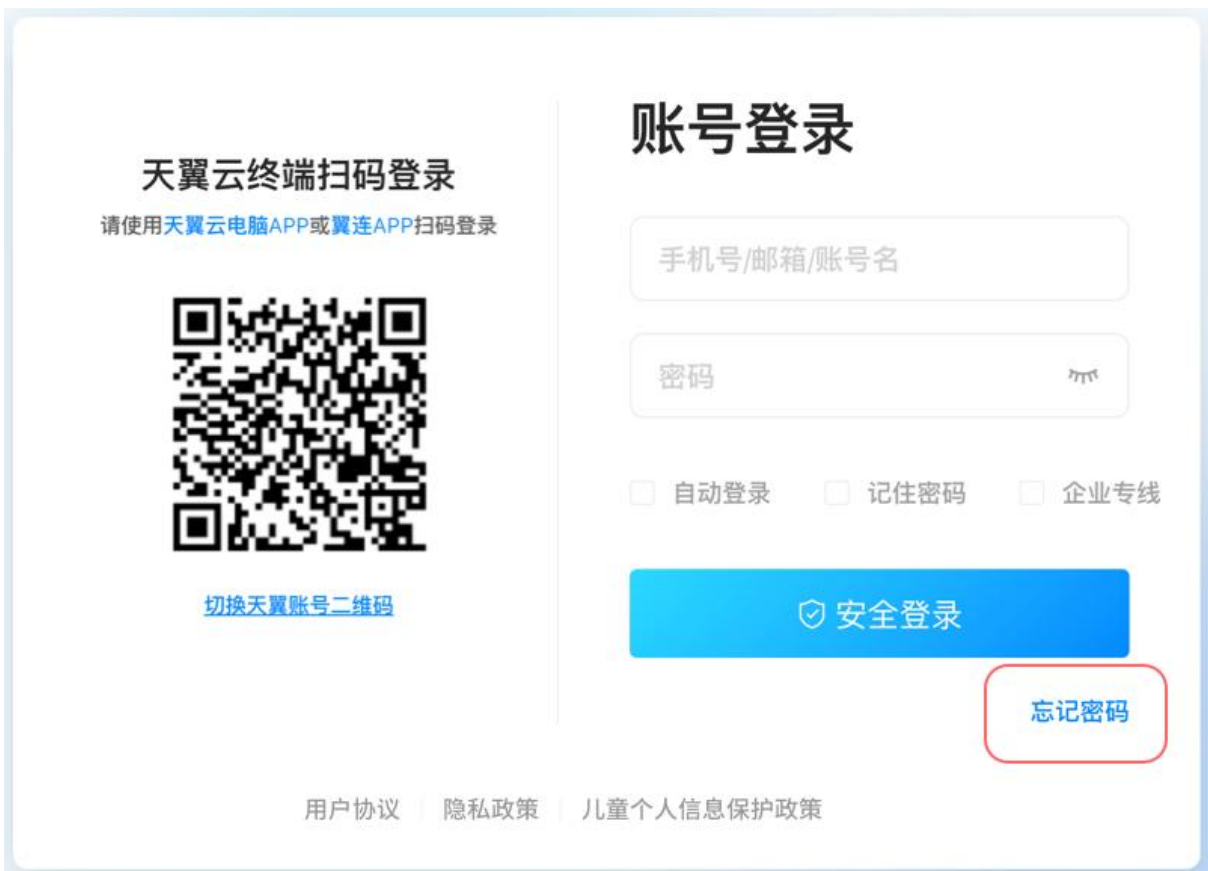 天翼云终端扫码登录
请使用天翼云电脑APP或翼连APP扫码登录
切换天翼账号二维码
账号登录
手机号/邮箱/账号名
密码
自动登录 记住密码 企业专线
安全登录
忘记密码
用户协议 隐私政策 儿童个人信息保护政策